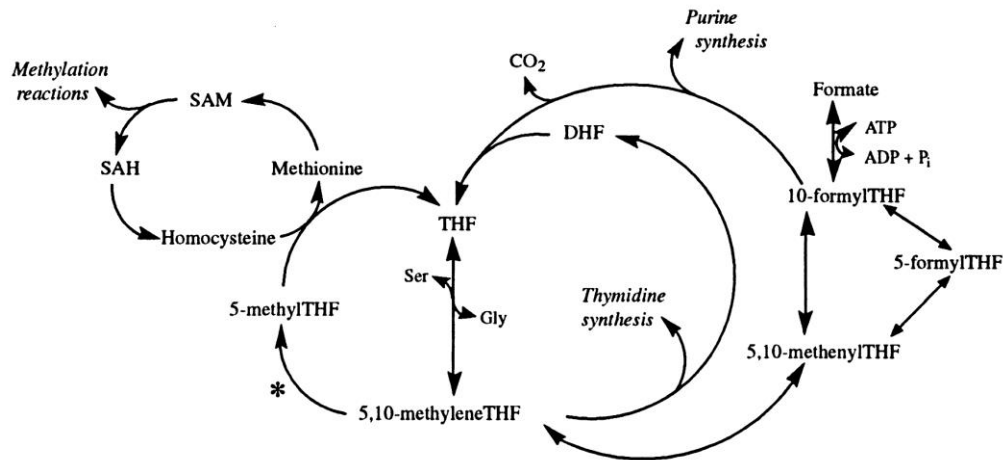 Purine
synthesis
Methylation
reactions
CO2
SAM
Formate
ATP
DHF
ADP + Pi
SAH
Methionine
10-formylTHF
THF
Homocysteine
5-formylTHF
Ser
5-methylTHF
Gly
Thymidine
synthesis
5,10-methenylTHF
*
5,10-methyleneTHF